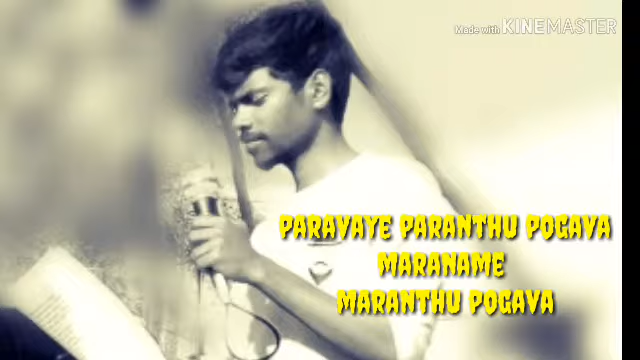 Made with KINEMASTER
PARAVAYE PARANTHU POGAVA
MARANAME
MARANTHU POGAVA